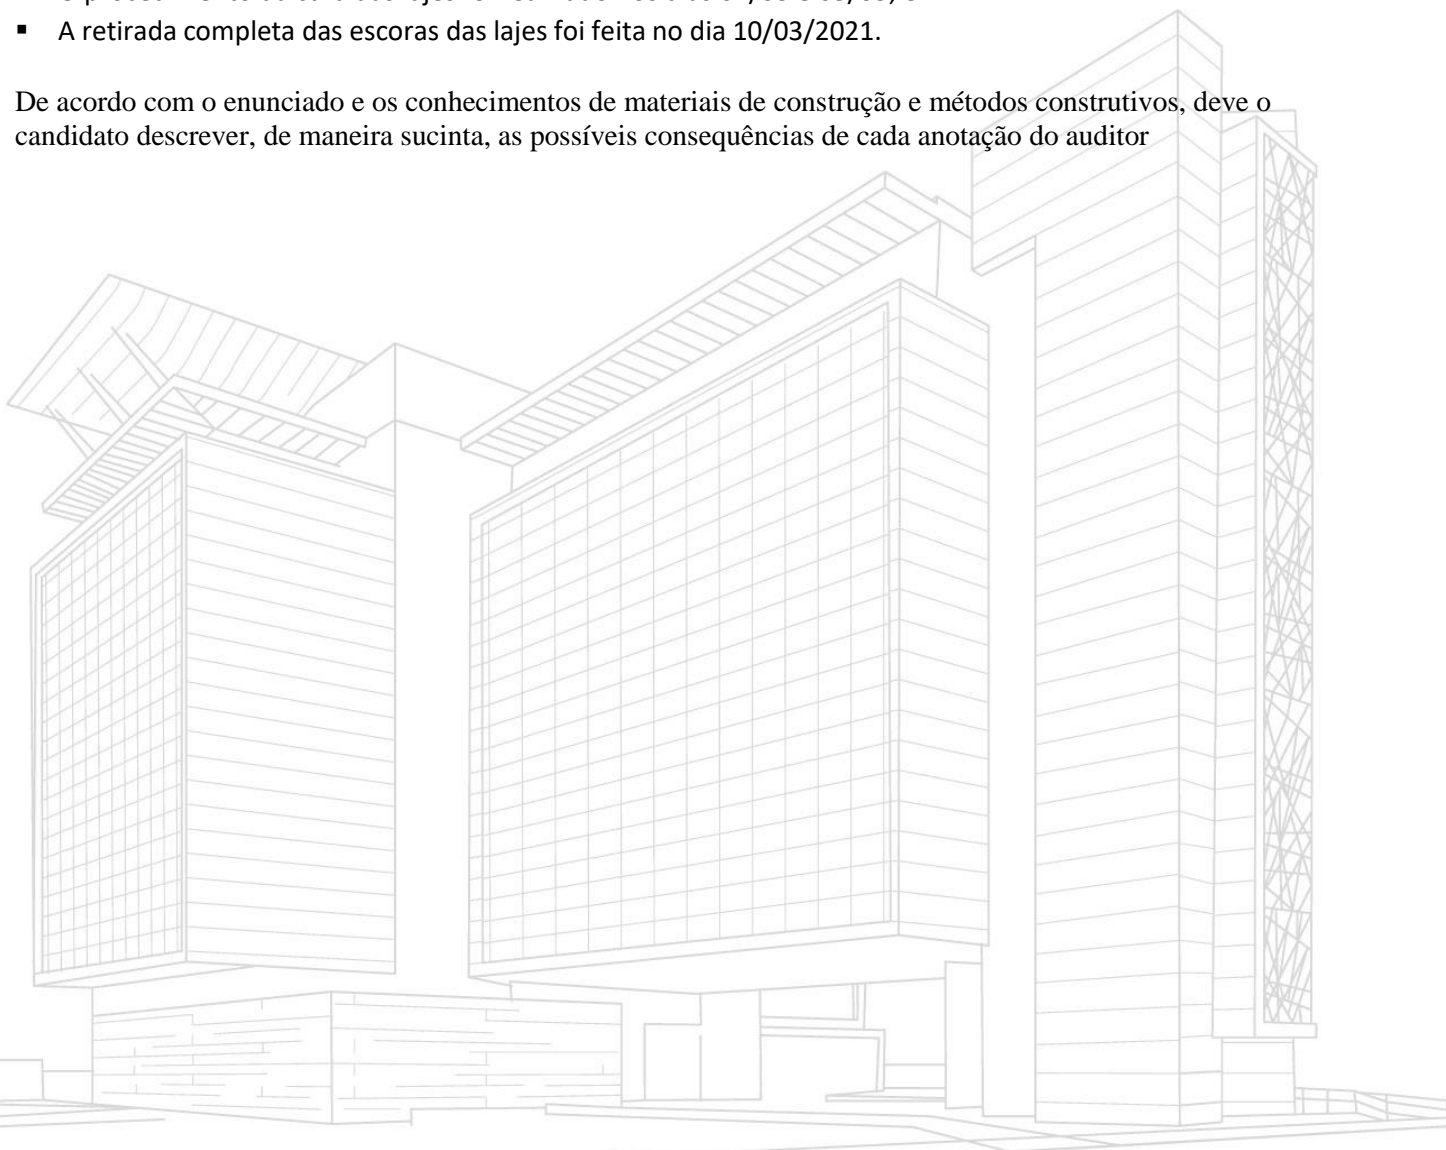 ▪ A retirada completa das escoras das lajes foi feita no dia 10/03/2021.
De acordo com o enunciado e os conhecimentos de materiais de construção e métodos construtivos, deve o
candidato descrever, de maneira sucinta, as possíveis consequências de cada anotação do auditor